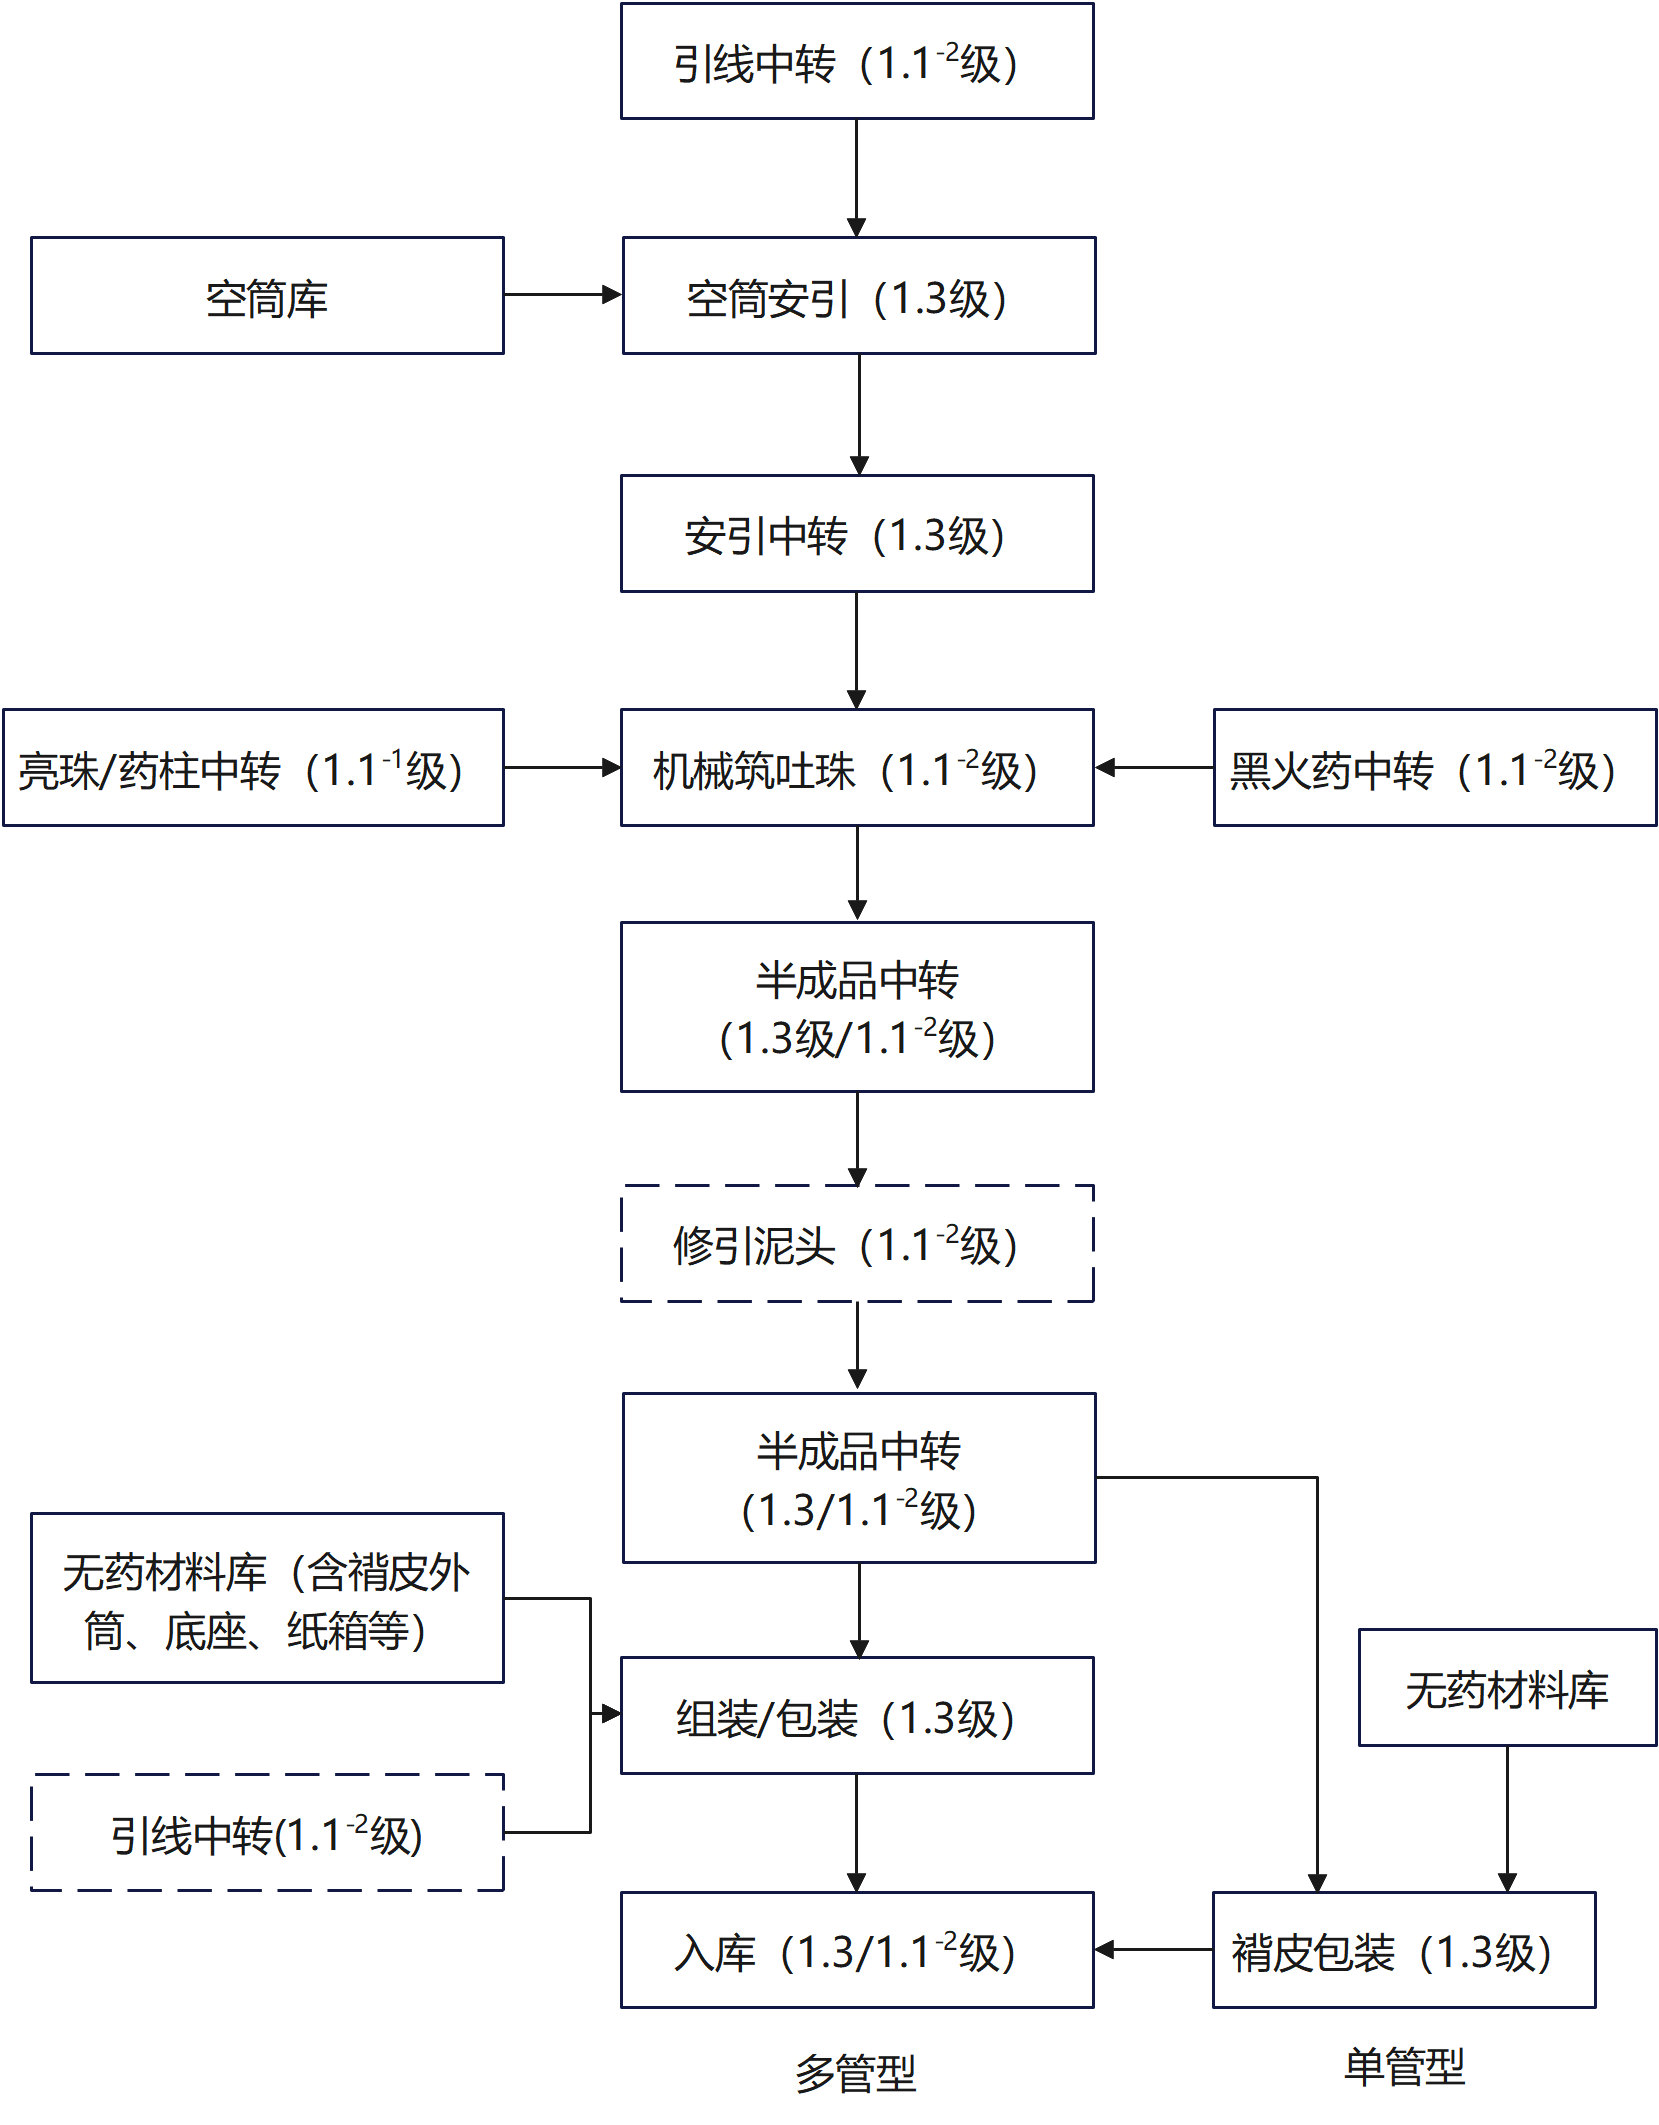 引线中转（1.1⁻²级）
空筒库
空筒安引（1.3级）
安引中转（1.3级）
亮珠/药柱中转（1.1⁻¹级）
机械筑吐珠（1.1⁻²级）
黑火药中转（1.1⁻²级）
半成品中转
（1.3级/1.1⁻²级）
修引泥头（1.1⁻²级）
半成品中转
（1.3/1.1⁻²级）
无药材料库（含褙皮外
筒、底座、纸箱等）
组装/包装（1.3级）
无药材料库
引线中转(1.1⁻²级)
入库（1.3/1.1⁻²级）
褙皮包装（1.3级）
多管型
单管型